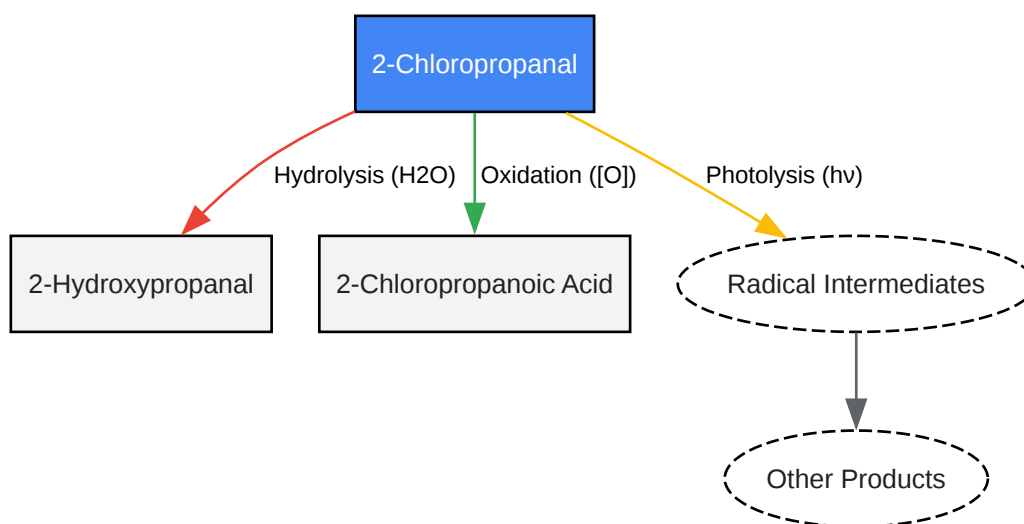 2-Chloropropanal
Hydrolysis (H2O)
Oxidation ([O])
Photolysis (hν)
2-Hydroxypropanal
2-Chloropropanoic Acid
Radical Intermediates
Other Products